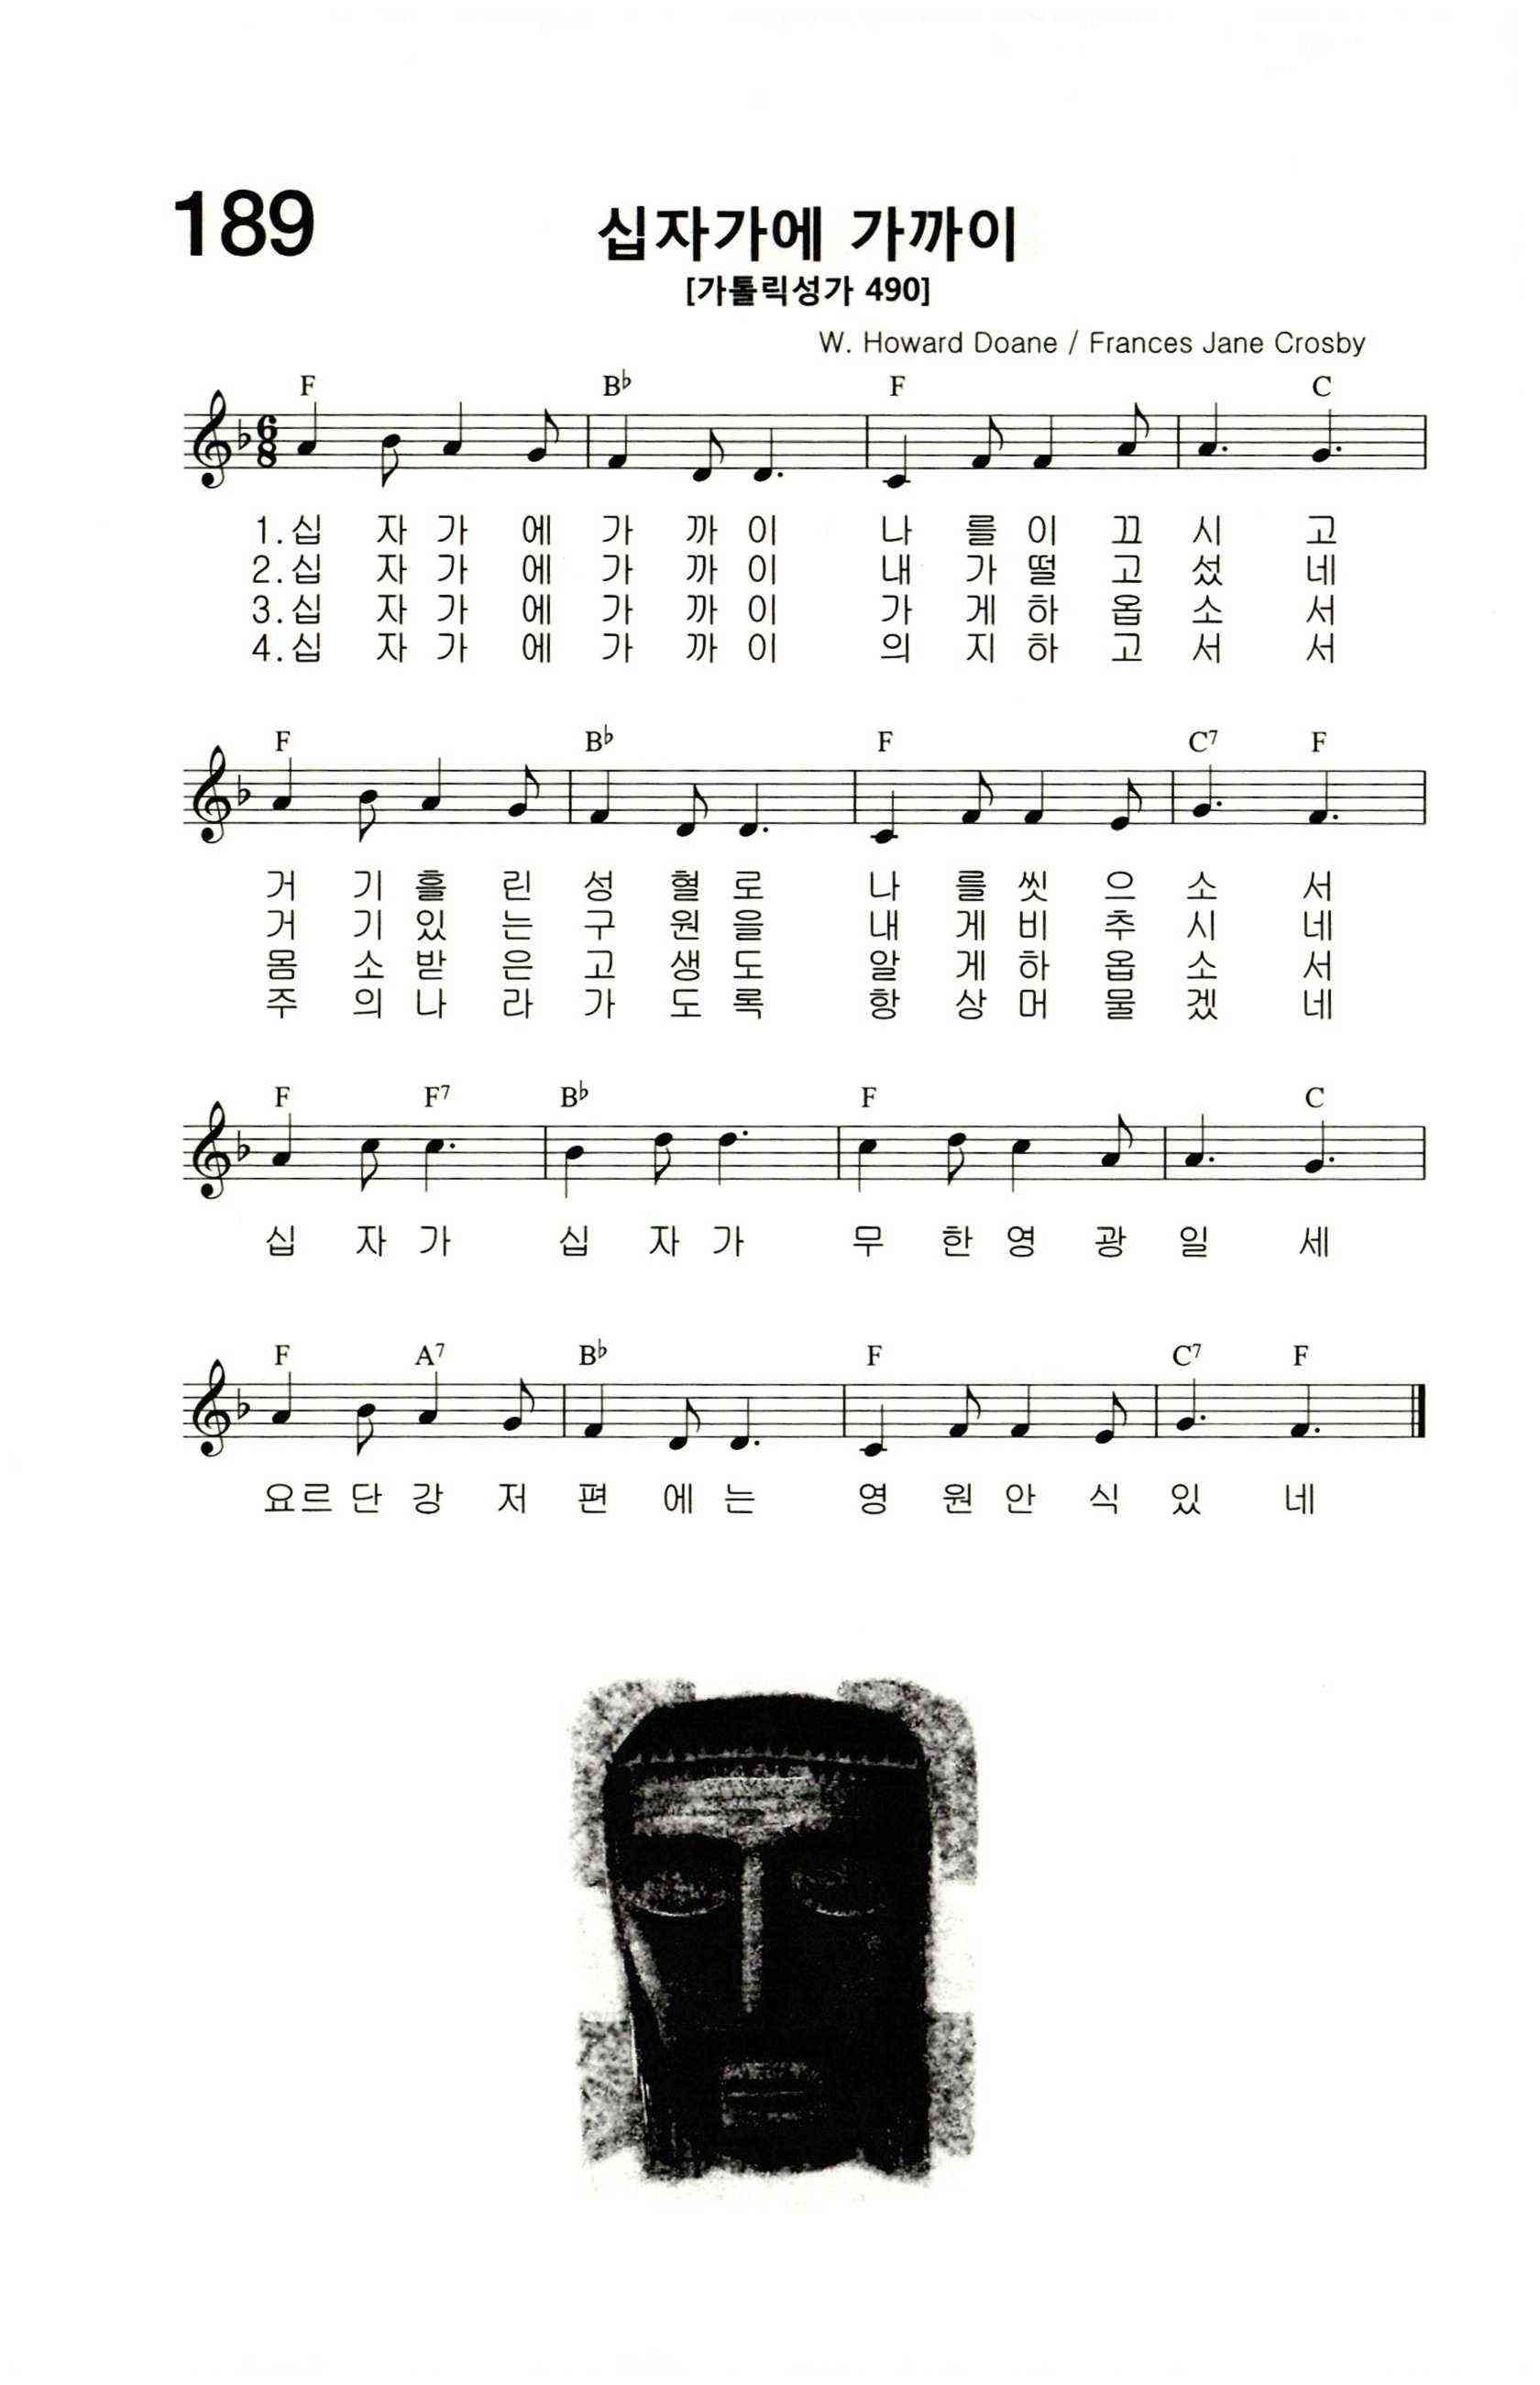 189
십자가에 가까이
[가톨릭성가 490]
W. Howard Doane / Frances Jane Crosby
F B♭ F C
6
8
1.십 자 가 에 가 까 이 나 를 이 끄 시 고
2.십 자 가 에 가 까 이 내 가 떨 고 섰 네
3.십 자 가 에 가 까 이 가 게 하 옵 소 서
4.십 자 가 에 가 까 이 의 지 하 고 서 서
F B♭ F C7 F
거 기 흘 린 성 혈 로 나 를 씻 으 소 서
거 기 있 는 구 원 을 내 게 비 추 시 네
몸 소 받 은 고 생 도 알 게 하 옵 소 서
주 의 나 라 가 도 록 항 상 머 물 겠 네
F F7 B♭ F C
십 자 가 십 자 가 무 한 영 광 일 세
F A7 B♭ F C7 F
요르 단 강 저 편 에 는 영 원 안 식 있 네